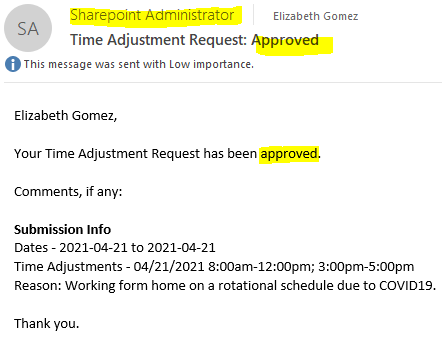 SA
Sharepoint Administrator
Elizabeth Gomez
Time Adjustment Request: Approved
This message was sent with Low importance.
Elizabeth Gomez,
Your Time Adjustment Request has been approved.
Comments, if any:
Submission Info
Dates - 2021-04-21 to 2021-04-21
Time Adjustments - 04/21/2021 8:00am-12:00pm; 3:00pm-5:00pm
Reason: Working form home on a rotational schedule due to COVID19.
Thank you.